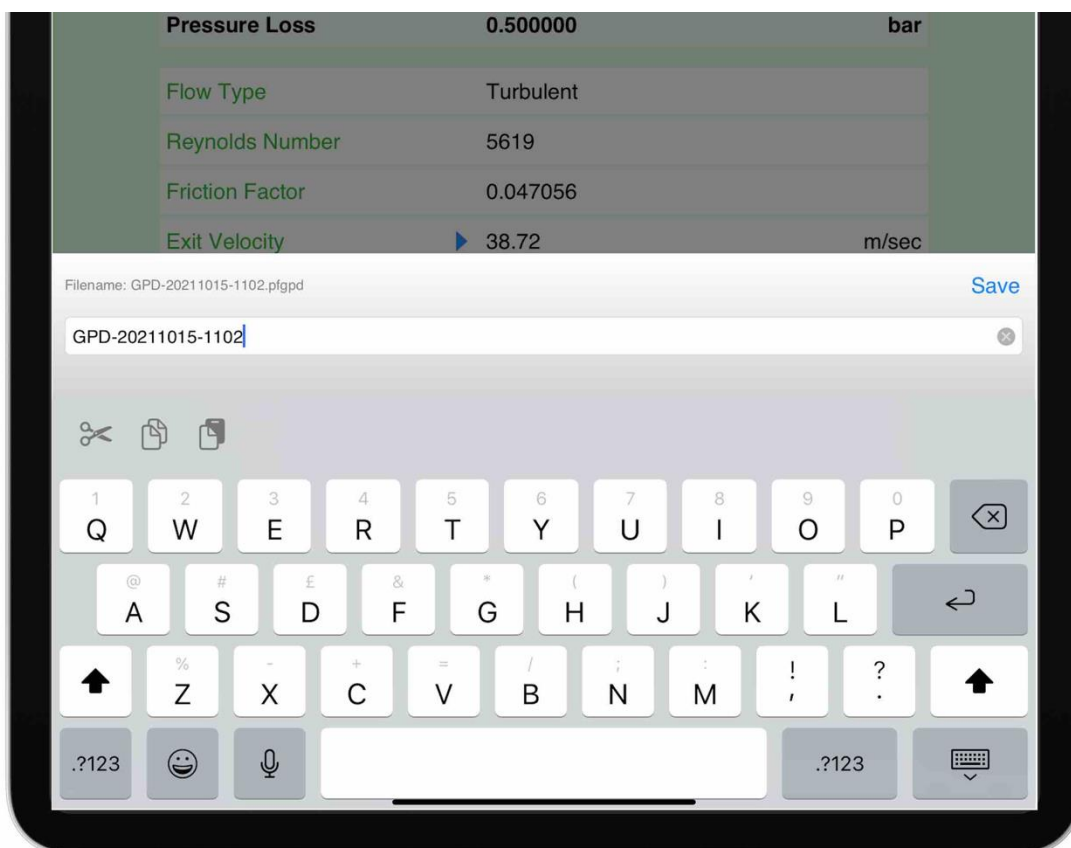 Pressure Loss 0.500000 bar
Flow Type Turbulent
Reynolds Number 5619
Friction Factor 0.047056
Exit Velocity 38.72 m/sec
Filename: GPD-20211015-1102.pfgpd
Save
GPD-20211015-1102
1 2 3 4 5 6 7 8 9 0
Q W E R T Y U I O P
@ # £ & * ( ) ' "
A S D F G H J K L
% - + = / ; : ! ?
Z X C V B N M , .
.?123 .?123